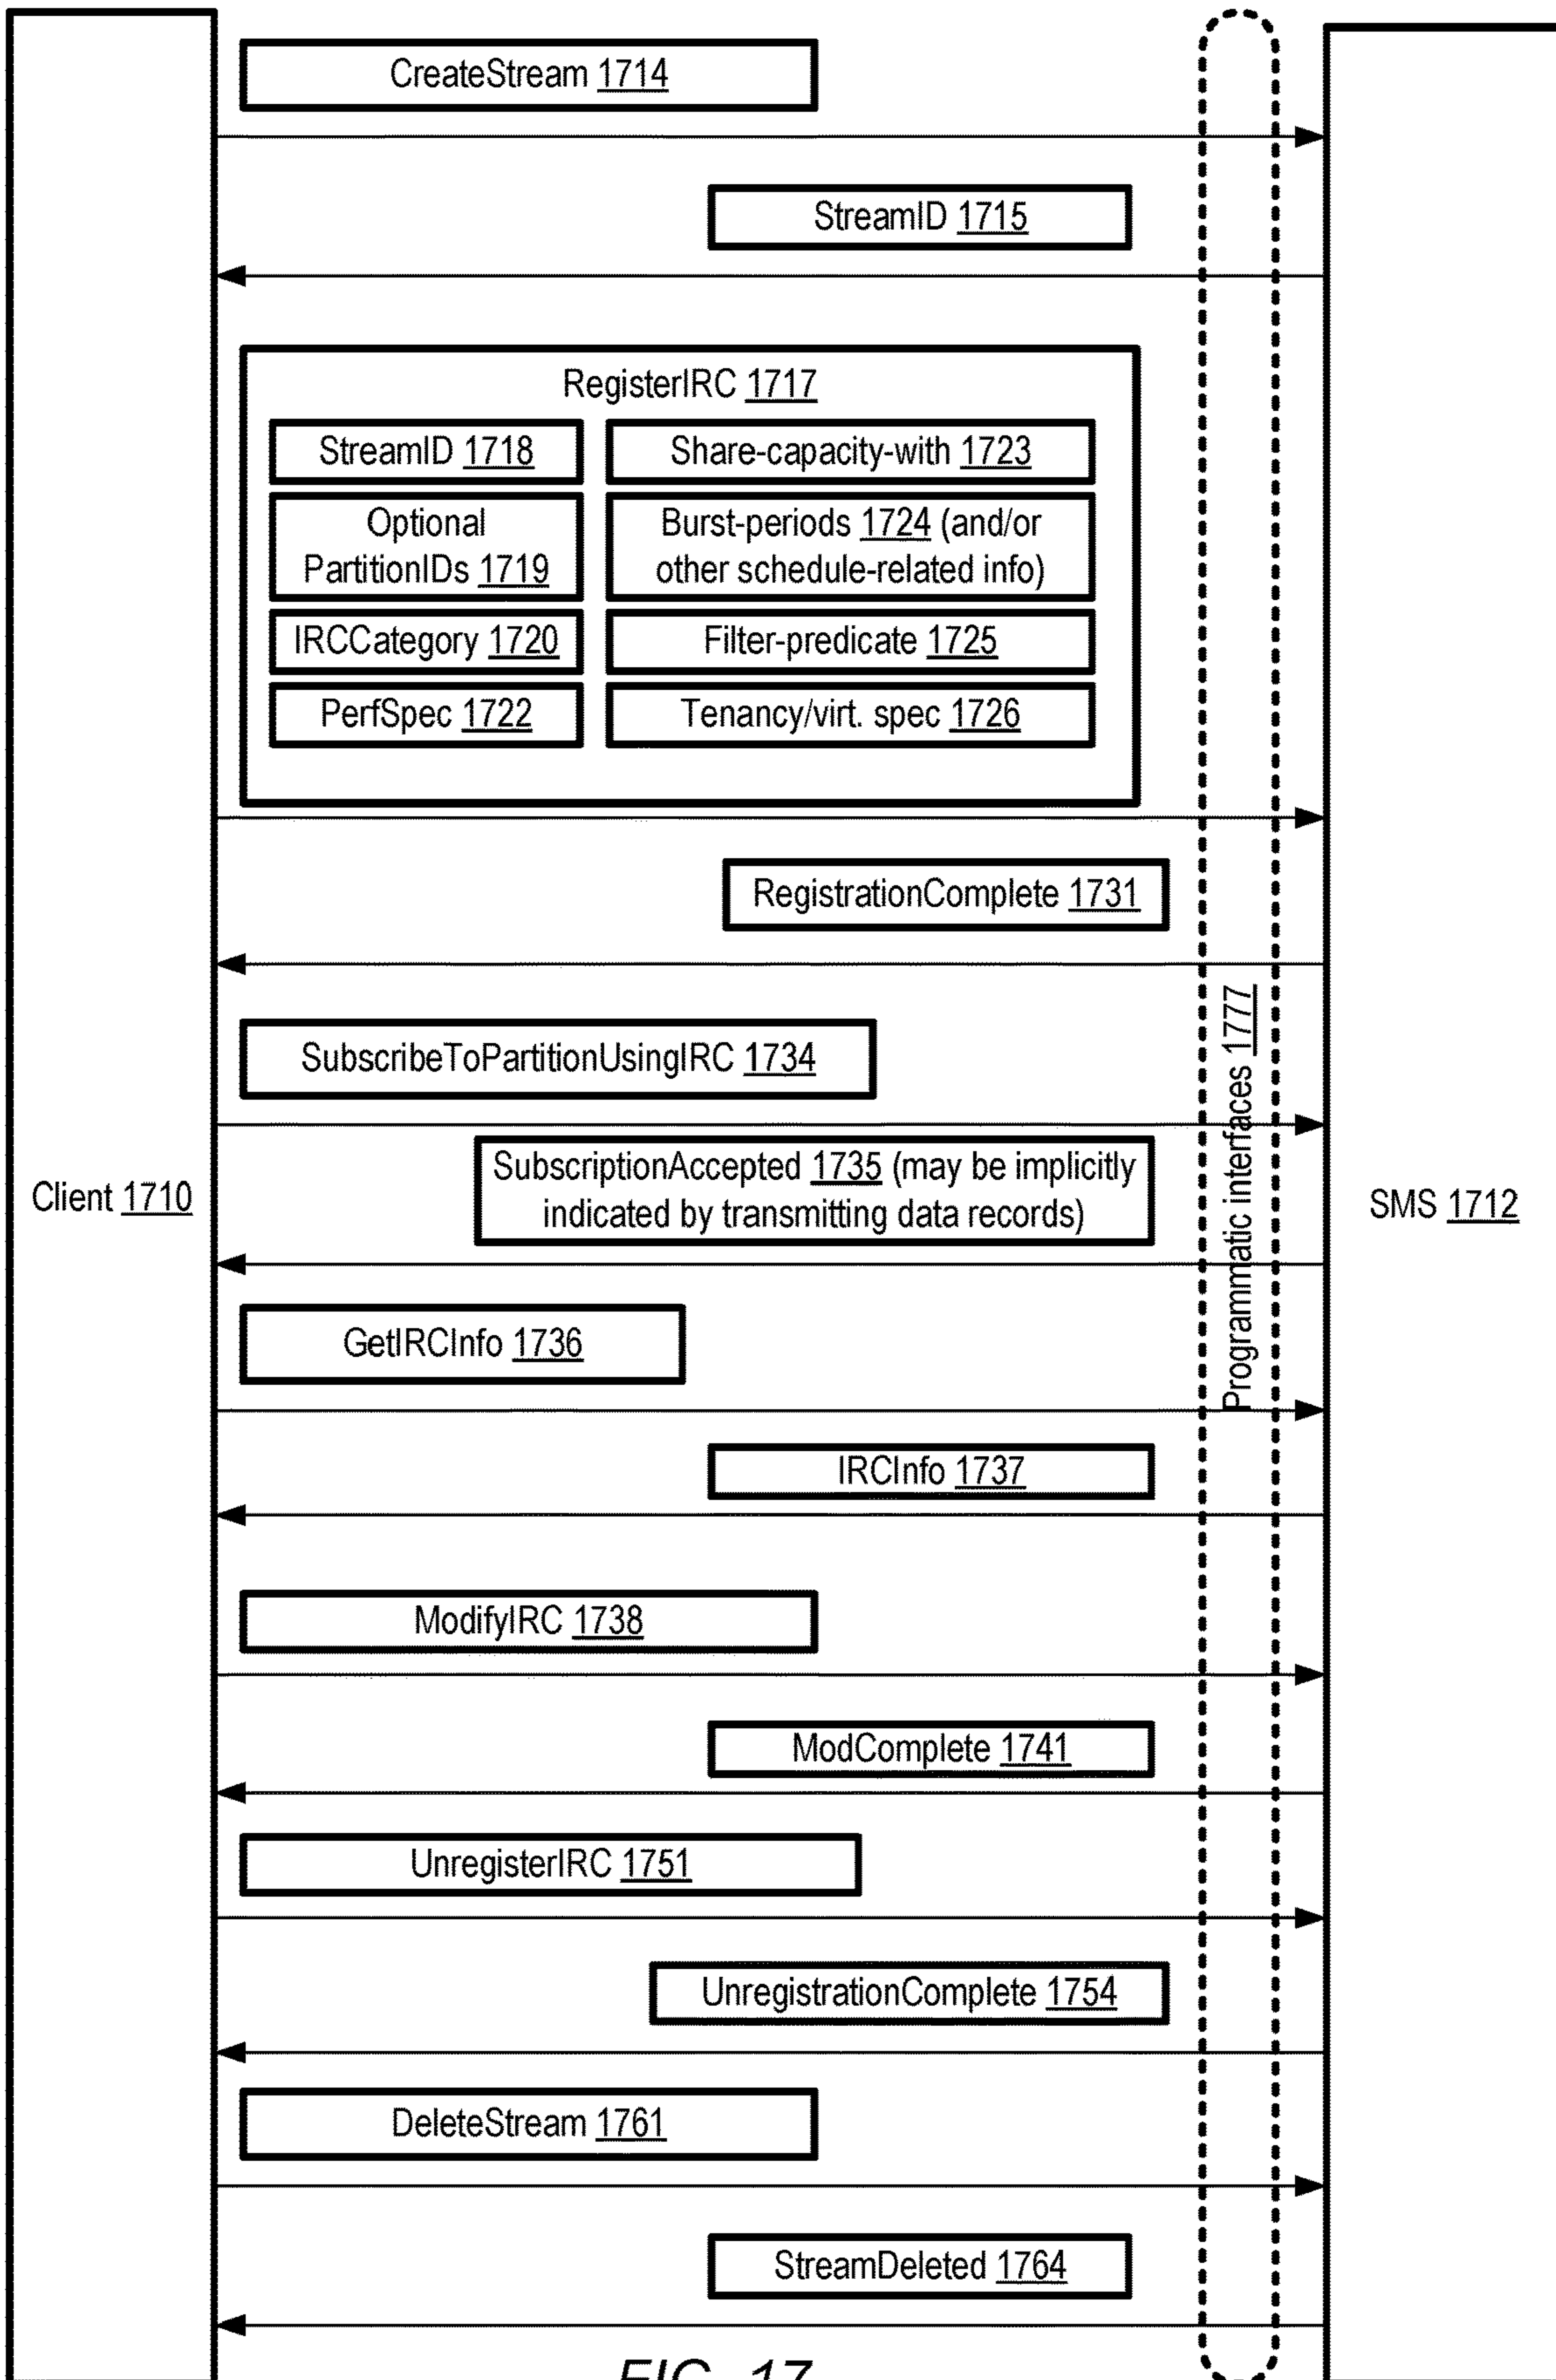 CreateStream 1714
StreamID 1715
RegisterIRC 1717
StreamID 1718
Share-capacity-with 1723
Optional
PartitionIDs 1719
Burst-periods 1724 (and/or
other schedule-related info)
IRCCategory 1720
Filter-predicate 1725
PerfSpec 1722
Tenancy/virt. spec 1726
RegistrationComplete 1731
SubscribeToPartitionUsingIRC 1734
SubscriptionAccepted 1735 (may be implicitly
indicated by transmitting data records)
Client 1710
Programmatic interfaces 1777
SMS 1712
GetIRCInfo 1736
IRCInfo 1737
ModifyIRC 1738
ModComplete 1741
UnregisterIRC 1751
UnregistrationComplete 1754
DeleteStream 1761
StreamDeleted 1764
FIG. 17